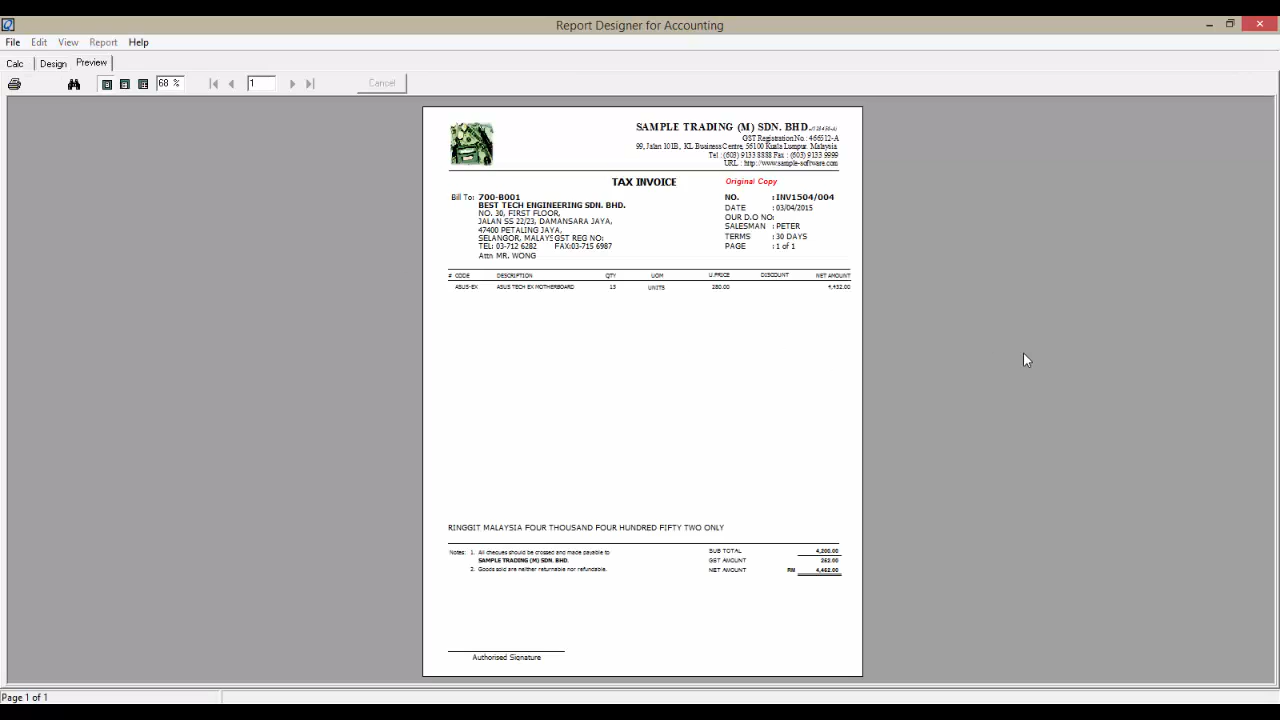 Report Designer for Accounting
File Edit View Report Help
Calc Design Preview
68 % 1 Cancel
SAMPLE TRADING (M) SDN. BHD.
GST Registration No.: 466512-A
99, Jalan 101B, KL Business Centre, 56100 Kuala Lumpur. Malaysia.
Tel : (603) 9133 8888 Fax : (603) 9133 9999
URL : http://www.sample-software.com
TAX INVOICE Original Copy
Bill To: 700-B001 NO. : INV1504/004
BEST TECH ENGINEERING SDN. BHD. DATE : 03/04/2015
NO. 30, FIRST FLOOR, OUR D.O NO:
JALAN SS 22/23, DAMANSARA JAYA, SALESMAN : PETER
47400 PETALING JAYA, TERMS : 30 DAYS
SELANGOR, MALAYSGST REG NO: PAGE : 1 of 1
TEL: 03-712 6282 FAX:03-715 6987
Attn MR. WONG
# CODE DESCRIPTION QTY UOM U.PRICE DISCOUNT NET AMOUNT
ASUS-EX ASUS TECH EX MOTHERBOARD UNITS 280.00
RINGGIT MALAYSIA FOUR THOUSAND FOUR HUNDRED FIFTY TWO ONLY
Notes: 1. All cheques should be crossed and made payable to
SAMPLE TRADING (M) SDN. BHD.
2. Goods sold are neither returnable nor refundable.
SUB TOTAL 4,200.00
GST AMOUNT
NET AMOUNT RM
Authorised Signature
Page 1 of 1